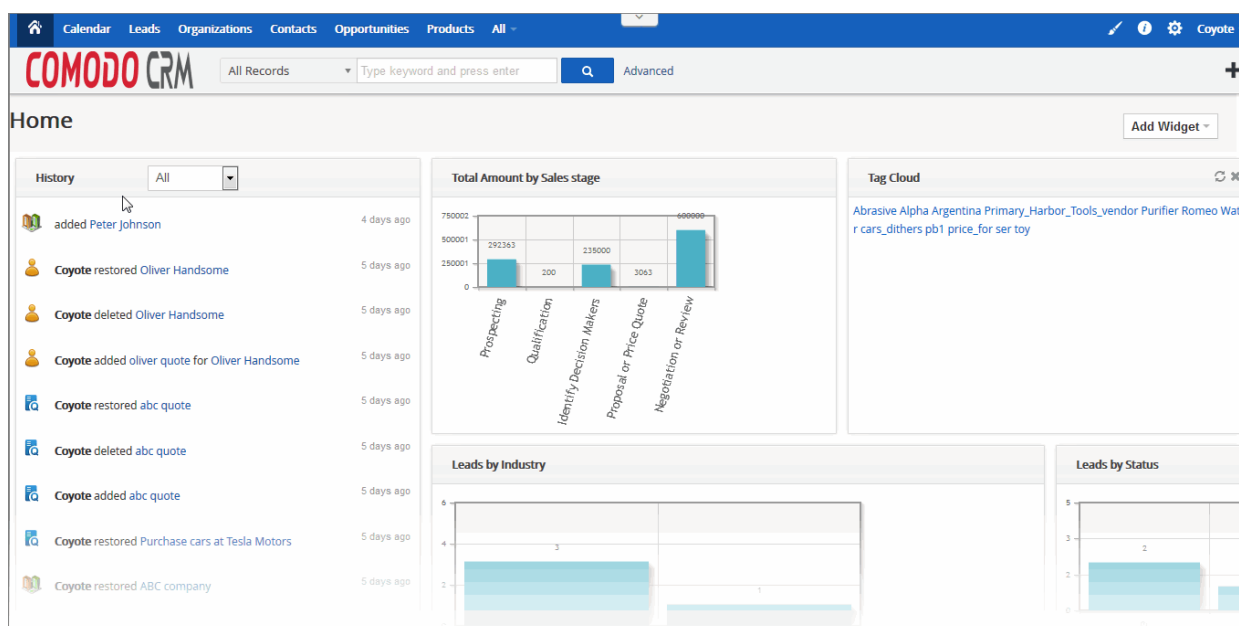 Calendar Leads Organizations Contacts Opportunities Products All Coyote
COMODO CRM All Records Type keyword and press enter Advanced
Home
Add Widget
History All
added Peter Johnson 4 days ago
Coyote restored Oliver Handsome 5 days ago
Coyote deleted Oliver Handsome 5 days ago
Coyote added oliver quote for Oliver Handsome 5 days ago
Coyote restored abc quote 5 days ago
Coyote deleted abc quote 5 days ago
Coyote added abc quote 5 days ago
Coyote restored Purchase cars at Tesla Motors 5 days ago
Coyote restored ABC company 5 days ago
Total Amount by Sales stage
750002
500001
250001
0
292363
200
235000
3063
600000
Prospecting
Qualification
Identify Decision Makers
Proposal or Price Quote
Negotiation or Review
Tag Cloud
Abrasive Alpha Argentina Primary_Harbor_Tools_vendor Purifier Romeo Wat
r cars_dithers pb1 price_for ser toy
Leads by Industry
6
4
2
0
3
1
Leads by Status
5
3
2
0
2